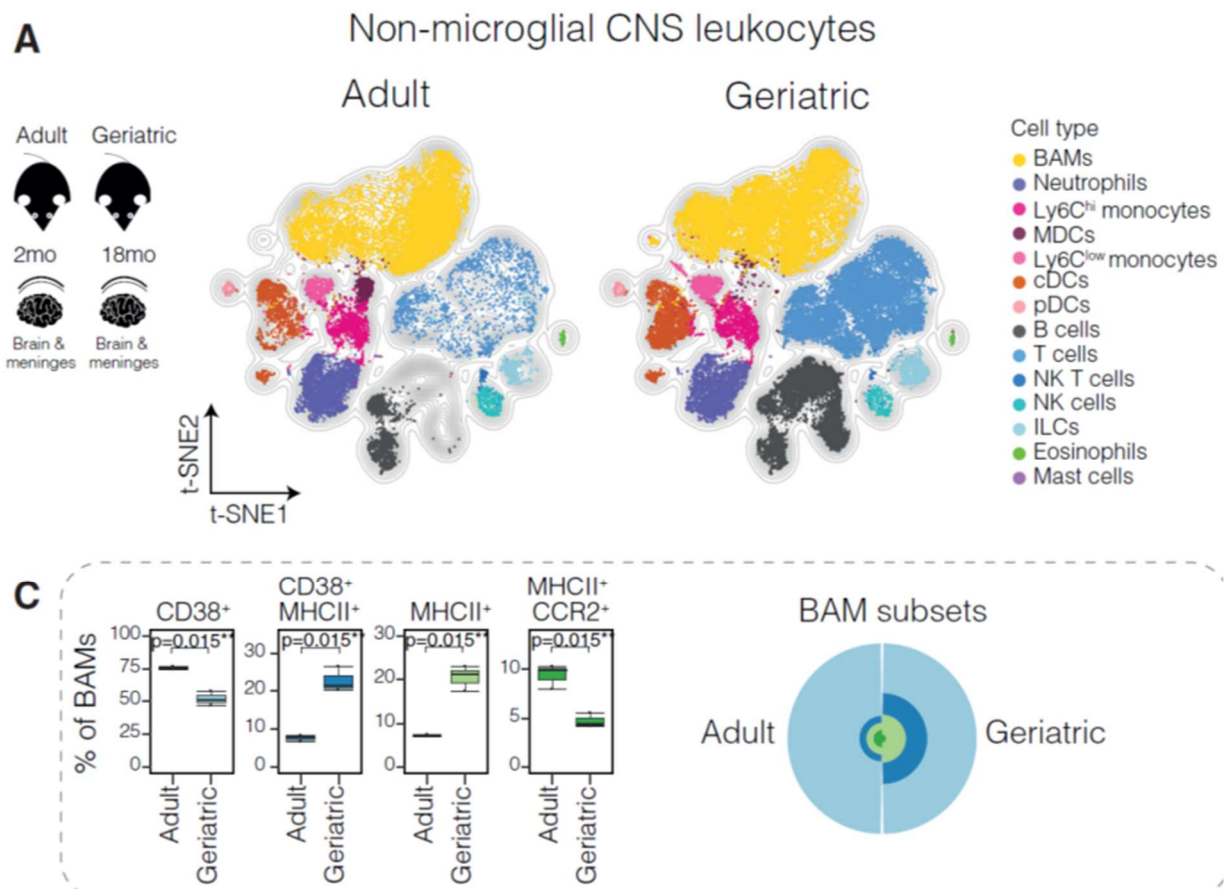 A
Non-microglial CNS leukocytes
Adult
Geriatric
Adult Geriatric
2mo 18mo
Brain & meninges
Brain & meninges
t-SNE2
t-SNE1
Cell type
BAMs
Neutrophils
Ly6Chi monocytes
MDCs
Ly6Clow monocytes
cDCs
pDCs
B cells
T cells
NK T cells
NK cells
ILCs
Eosinophils
Mast cells
C
% of BAMs
CD38+
p=0.015**
100
75
50
25
0
Adult
Geriatric
CD38+
MHCII+
p=0.015*
30
20
10
0
Adult
Geriatric
MHCII+
p=0.015**
30
20
10
0
Adult
Geriatric
MHCII+
CCR2+
p=0.015*
10
5
0
Adult
Geriatric
BAM subsets
Adult
Geriatric